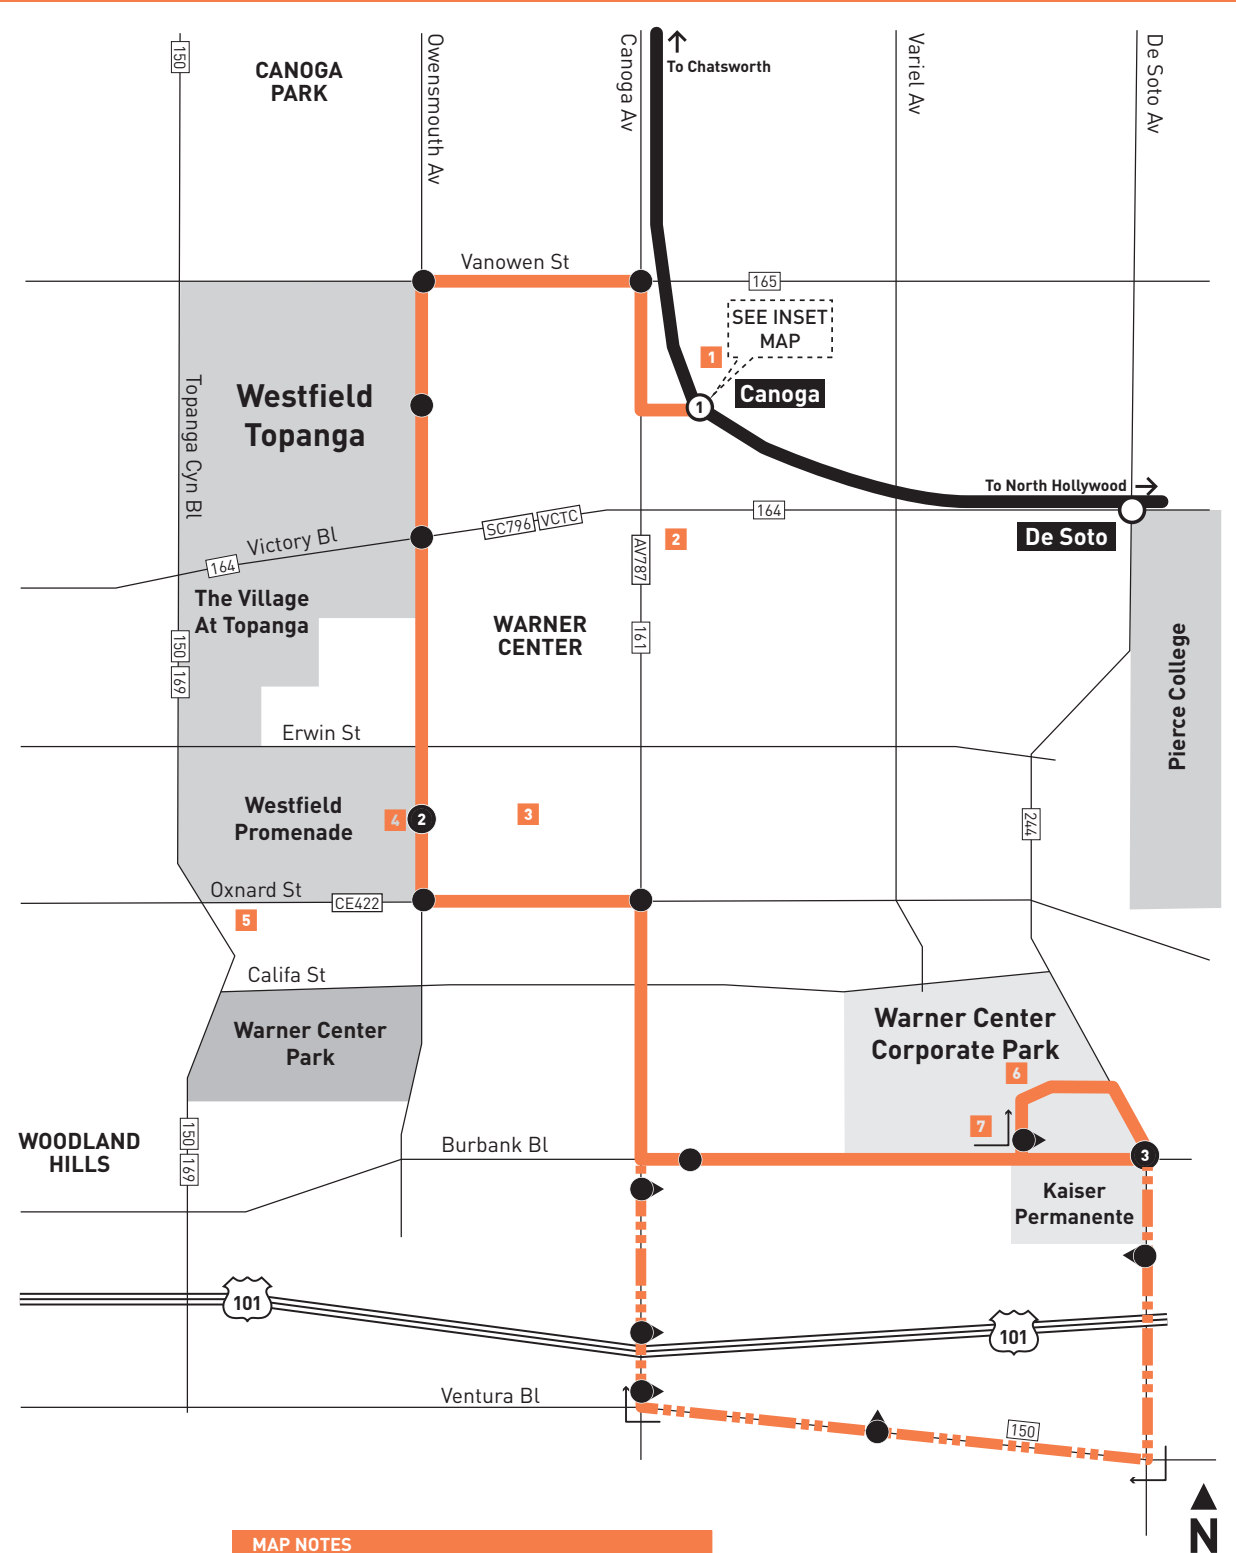 150
CANOGA
PARK
Owensmouth Av
Canoga Av
To Chatsworth
Variel Av
De Soto Av
Vanowen St
165
SEE INSET
MAP
1
Canoga
1
Westfield
Topanga
Topanga Cyn Bl
To North Hollywood
De Soto
164
SC796
VCTC
Victory Bl
164
AV787
2
The Village
At Topanga
WARNER
CENTER
161
150
169
Pierce College
Erwin St
Westfield
Promenade
4
2
3
244
Oxnard St
CE422
5
Califa St
Warner Center
Park
Warner Center
Corporate Park
6
7
WOODLAND
HILLS
150
169
Burbank Bl
3
Kaiser
Permanente
101
101
Ventura Bl
150
N
MAP NOTES